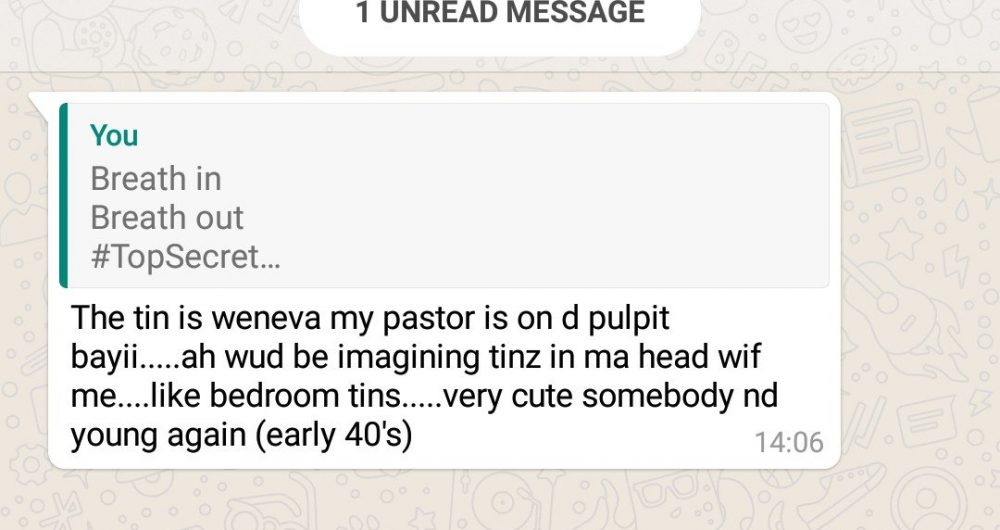 1 UNREAD MESSAGE
You
Breath in
Breath out
#TopSecret...
The tin is weneva my pastor is on d pulpit
bayii.....ah wud be imagining tinz in ma head wif
me....like bedroom tins.....very cute somebody nd
young again (early 40's)
14:06